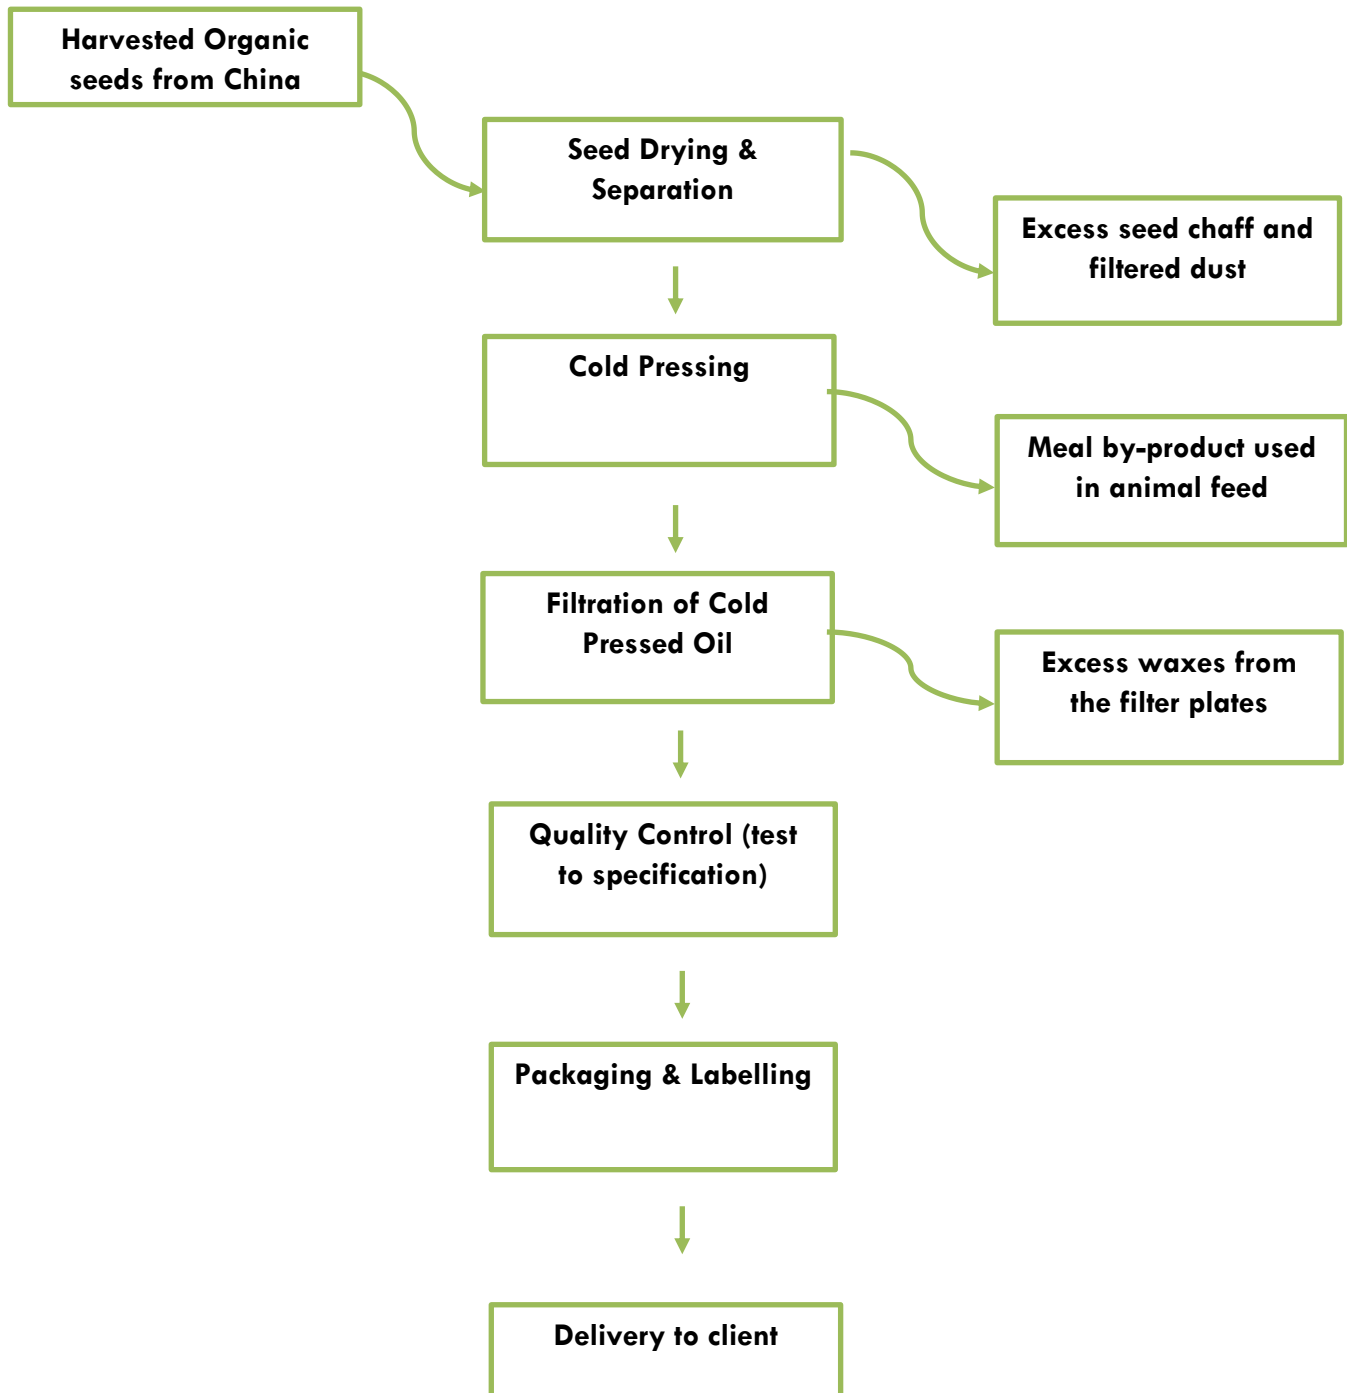 Harvested Organic
seeds from China
Seed Drying &
Separation
Excess seed chaff and
filtered dust
Cold Pressing
Meal by-product used
in animal feed
Filtration of Cold
Pressed Oil
Excess waxes from
the filter plates
Quality Control (test
to specification)
Packaging & Labelling
Delivery to client